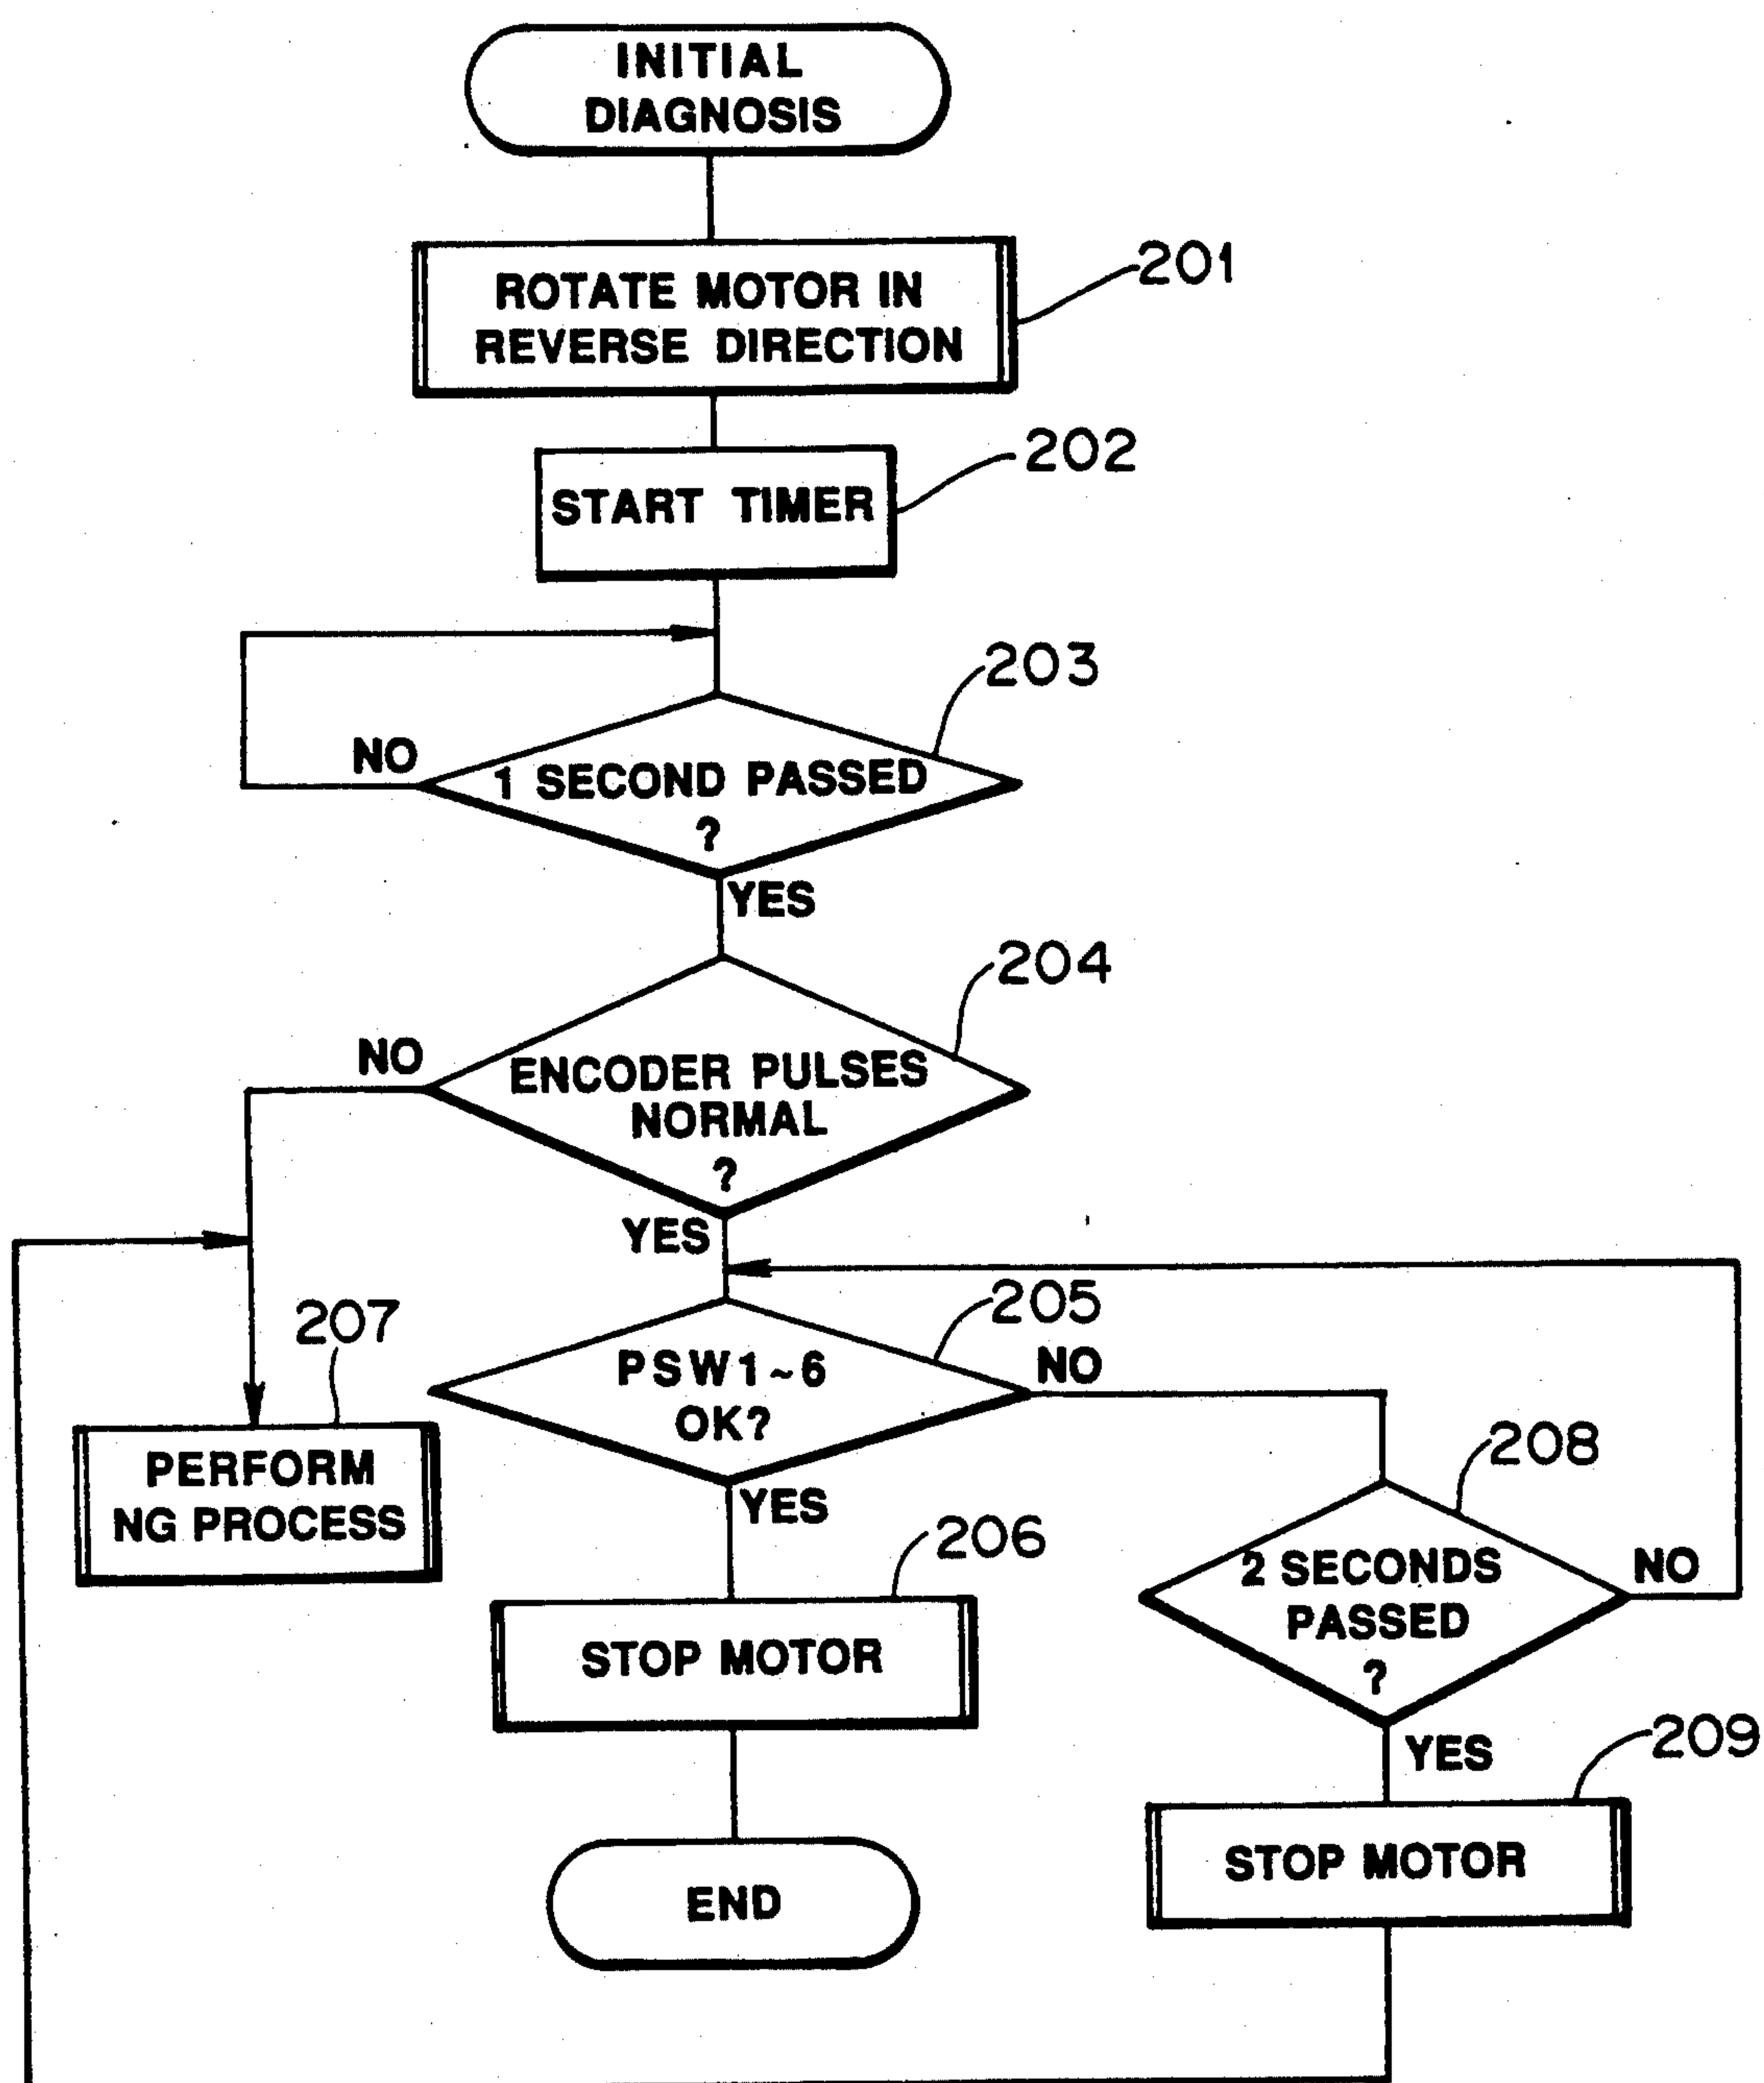 INITIAL
DIAGNOSIS
ROTATE MOTOR IN
REVERSE DIRECTION
201
START TIMER
202
203
NO
1 SECOND PASSED
?
YES
204
NO
ENCODER PULSES
NORMAL
?
YES
207
PERFORM
NG PROCESS
205
PSW1~6
OK?
NO
YES
206
STOP MOTOR
END
208
2 SECONDS
PASSED
?
NO
YES
209
STOP MOTOR